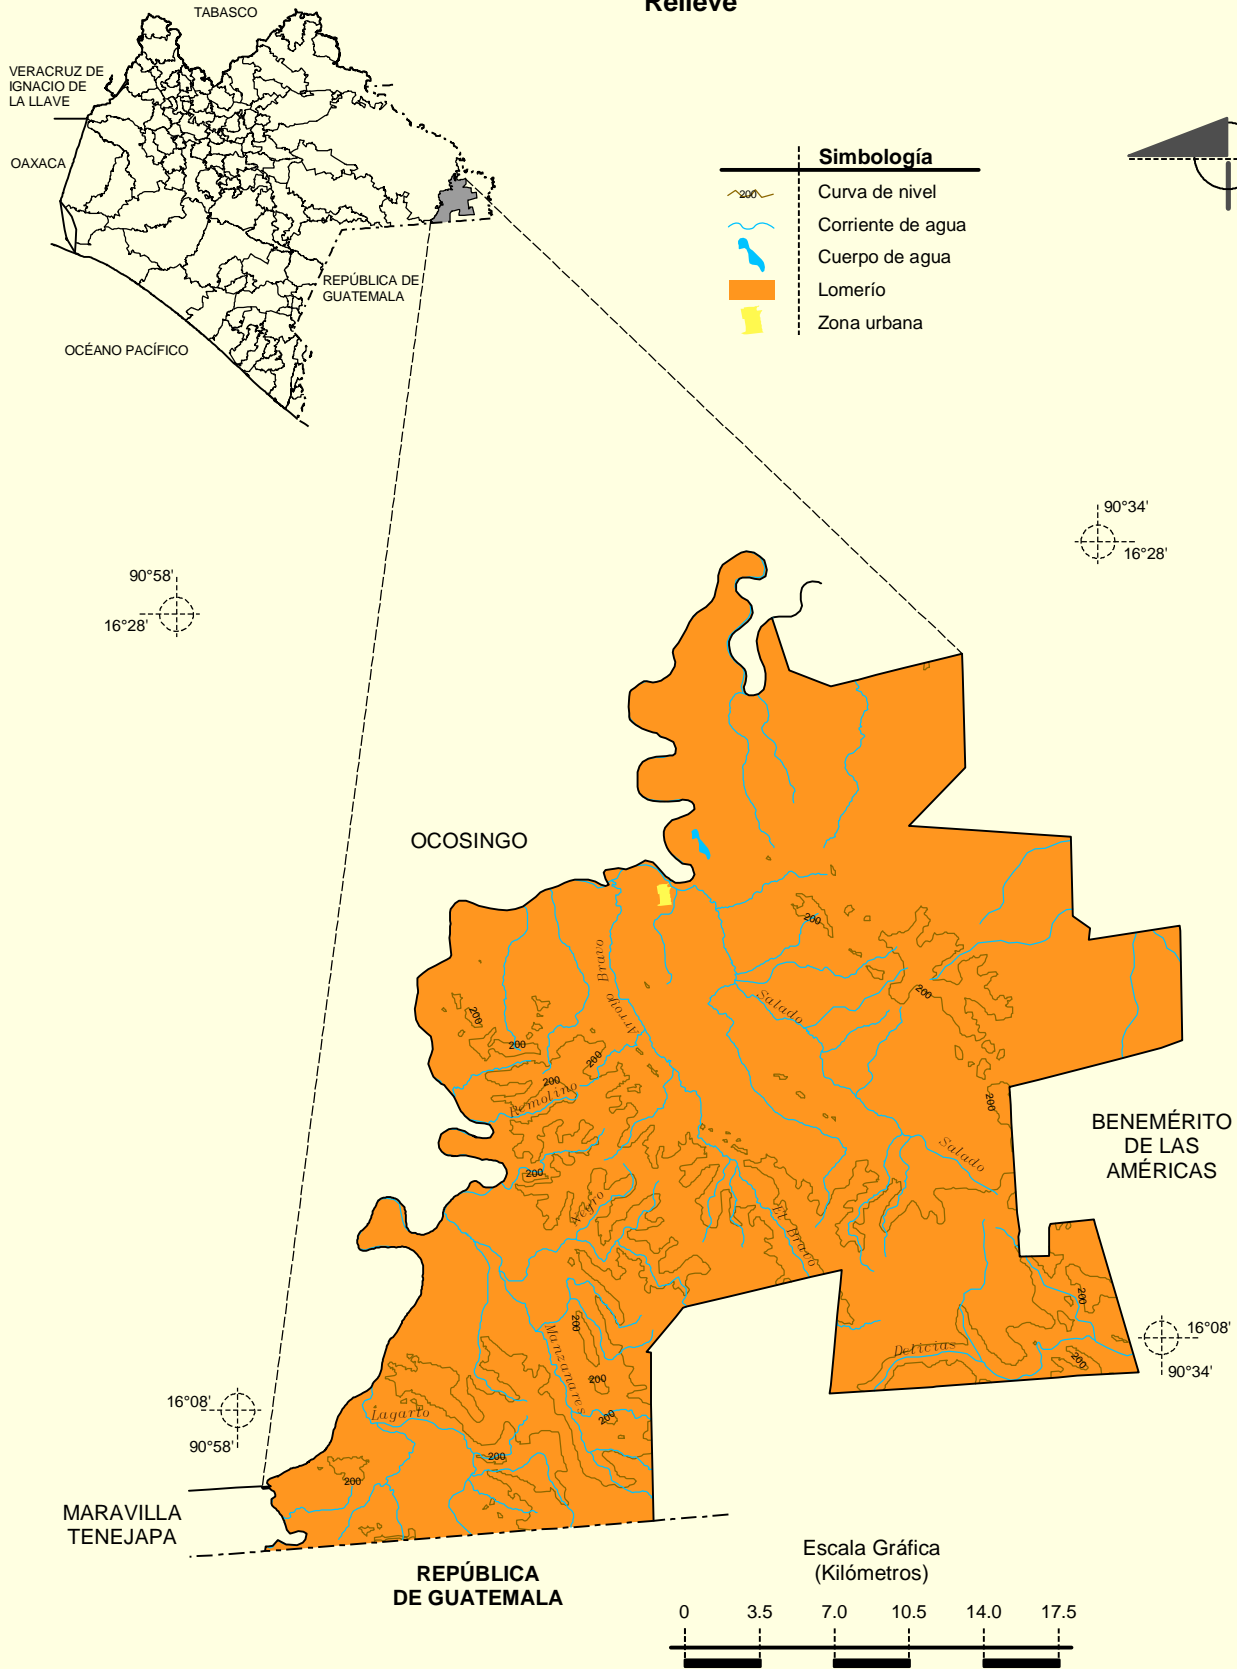 Relieve
TABASCO
VERACRUZ DE
IGNACIO DE
LA LLAVE
OAXACA
REPÚBLICA DE
GUATEMALA
OCÉANO PACÍFICO
Simbología
200
Curva de nivel
Corriente de agua
Cuerpo de agua
Lomerío
Zona urbana
90°34'
16°28'
90°58'
16°28'
OCOSINGO
200
Arroyo Bravo
Salado
200
200
200
200
200
Remolino
200
BENEMÉRITO
DE LAS
AMÉRICAS
Salado
200
Negro
El Bravo
200
200
Manzanares
Delicias
200
16°08'
90°34'
200
16°08'
90°58'
Lagarto
200
200
200
MARAVILLA
TENEJAPA
REPÚBLICA
DE GUATEMALA
Escala Gráfica
(Kilómetros)
0 3.5 7.0 10.5 14.0 17.5